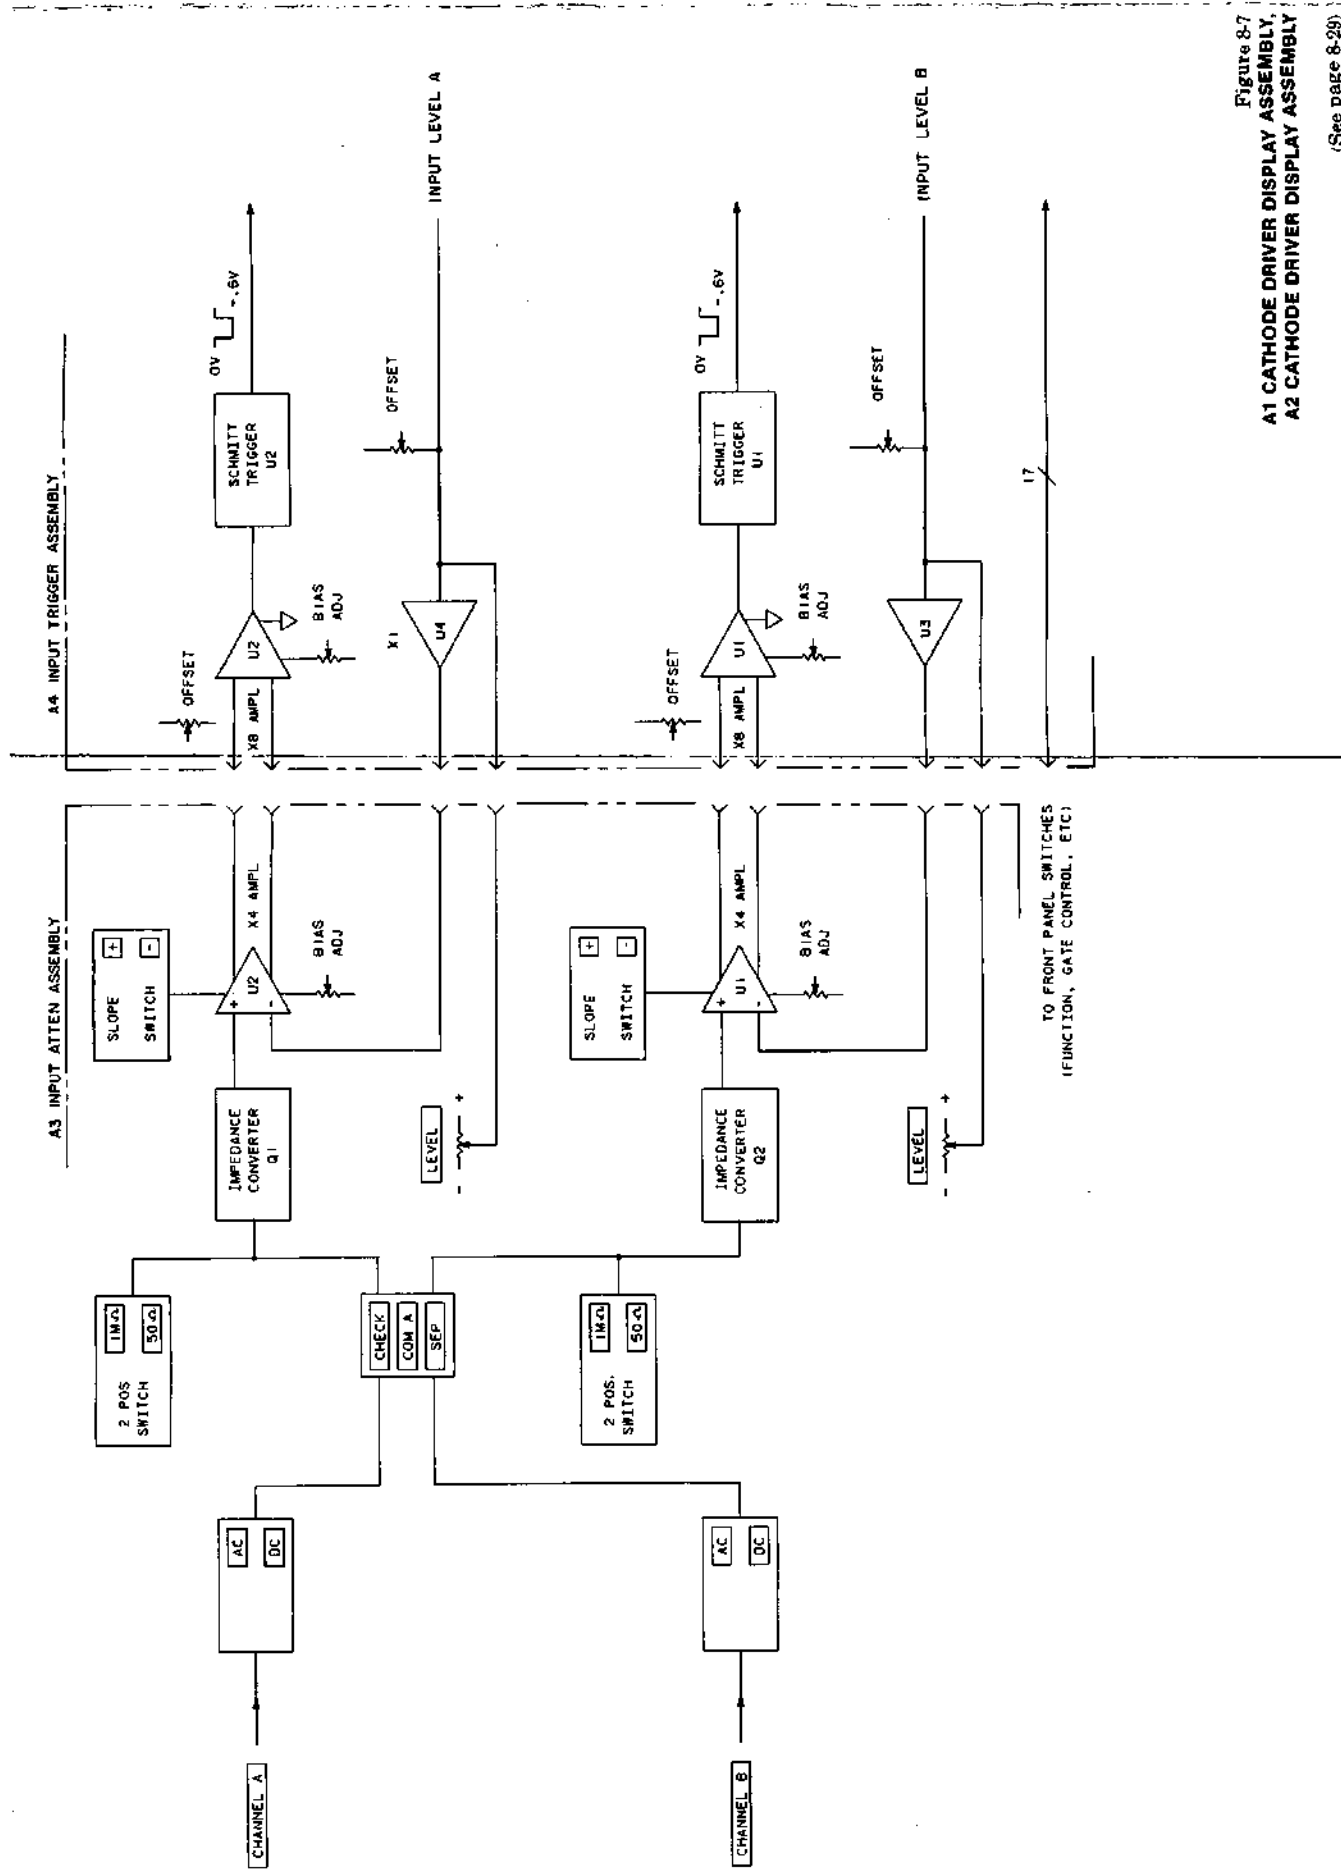 A3 INPUT ATTEN ASSEMBLY
A4 INPUT TRIGGER ASSEMBLY
CHANNEL A
AC
DC
2 POS
SWITCH
1MΩ
50Ω
CHECK
COM A
SEP
IMPEDANCE
CONVERTER
Q1
SLOPE
SWITCH
+
-
+
-
U2
X4 AMPL
BIAS
ADJ
LEVEL
-
+
OFFSET
X8 AMPL
U2
BIAS
ADJ
SCHMITT
TRIGGER
U2
0V
-.6V
X1
U4
OFFSET
INPUT LEVEL A
CHANNEL B
AC
DC
2 POS.
SWITCH
1MΩ
50Ω
IMPEDANCE
CONVERTER
Q2
SLOPE
SWITCH
+
-
+
-
U1
X4 AMPL
BIAS
ADJ
LEVEL
-
+
OFFSET
X8 AMPL
U1
BIAS
ADJ
SCHMITT
TRIGGER
U1
0V
-.6V
U3
OFFSET
INPUT LEVEL B
TO FRONT PANEL SWITCHES
(FUNCTION, GATE CONTROL, ETC)
17
Figure 8-7
A1 CATHODE DRIVER DISPLAY ASSEMBLY,
A2 CATHODE DRIVER DISPLAY ASSEMBLY
(See page 8-29)